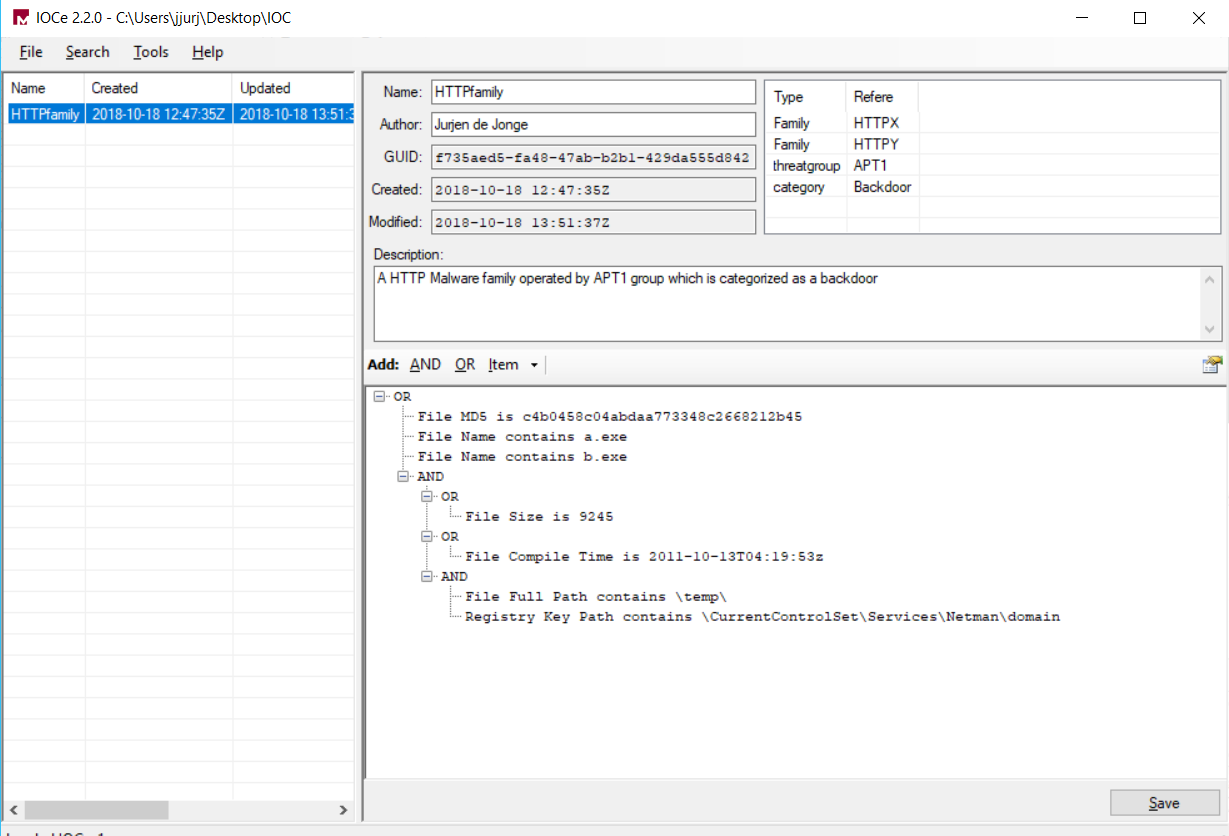 IOCe 2.2.0 - C:\Users\jjurj\Desktop\IOC
File Search Tools Help
Name Created Updated
HTTPfamily 2018-10-18 12:47:35Z 2018-10-18 13:51:3
Name: HTTPfamily
Author: Jurjen de Jonge
GUID: f735aed5-fa48-47ab-b2b1-429da555d842
Created: 2018-10-18 12:47:35Z
Modified: 2018-10-18 13:51:37Z
Type Refere
Family HTTPX
Family HTTPY
threatgroup APT1
category Backdoor
Description:
A HTTP Malware family operated by APT1 group which is categorized as a backdoor
Add: AND OR Item
OR
File MD5 is c4b0458c04abdaa773348c2668212b45
File Name contains a.exe
File Name contains b.exe
AND
OR
File Size is 9245
OR
File Compile Time is 2011-10-13T04:19:53z
AND
File Full Path contains \temp\
Registry Key Path contains \CurrentControlSet\Services\Netman\domain
Save